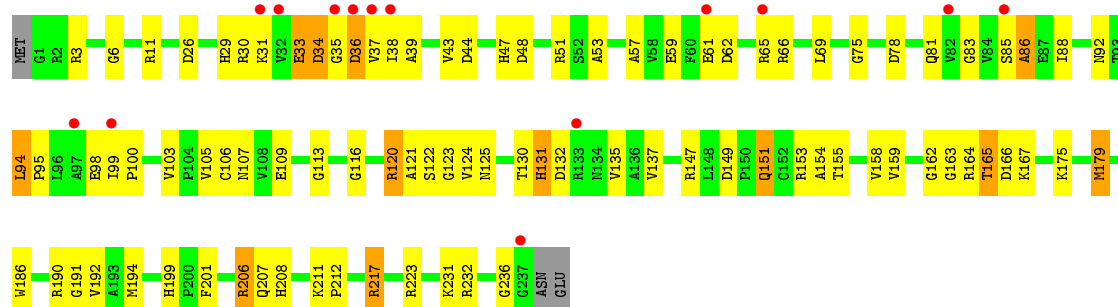 MET G1 R2 R3 G6 R11 D26 H29 R30 K31 V32 E33 D34 G35 D36 V37 I38 A39 V43 D44 H47 D48 R51 S52 A53 A57 V58 E59 F60 E61 D62 R65 R66 L69 G75 D78 Q81 V82 G83 V84 S85 A86 E87 I88 N92 T93
L94 P95 L96 A97 E98 I99 P100 V103 P104 V105 C106 N107 V108 E109 G113 G116 R120 A121 S122 G123 V124 N125 T130 H131 D132 R133 N134 V135 A136 V137 R147 L148 D149 P150 Q151 C152 R153 A154 T155 V158 V159 G162 G163 R164 T165 D166 K167 K175 M179
W186 R190 G191 V192 A193 M194 H199 P200 F201 R206 Q207 H208 K211 P212 R217 R223 K231 R232 G236 G237 ASN GLU